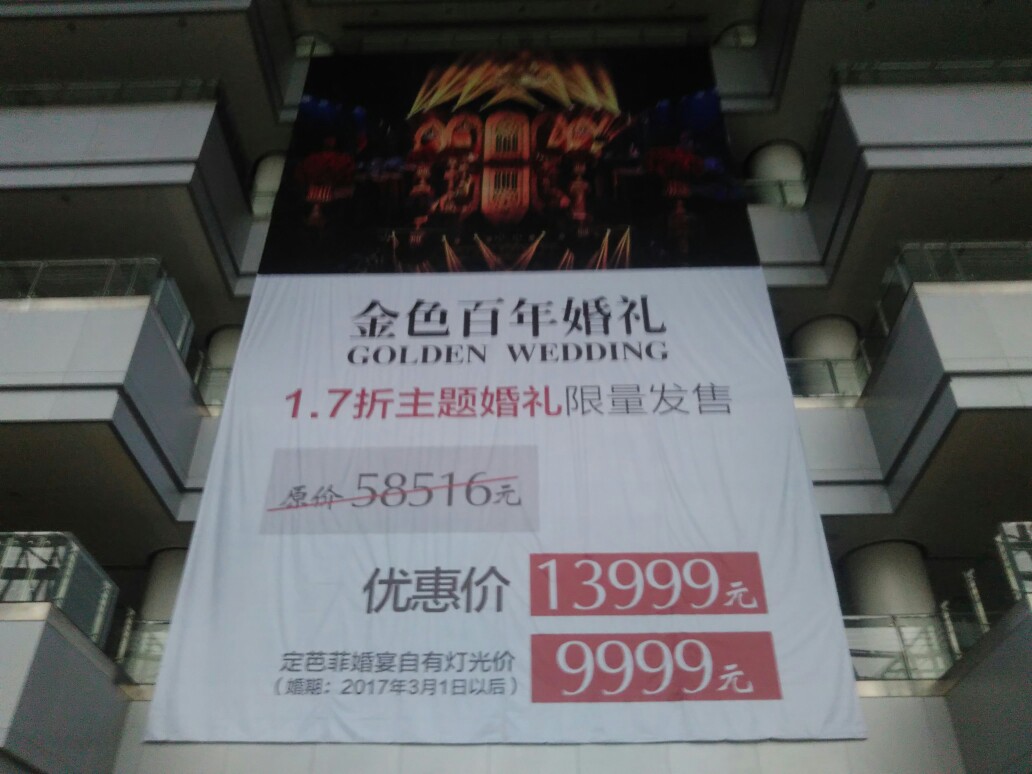 金色百年婚礼
GOLDEN WEDDING
1.7折主题婚礼限量发售
原价 58516元
优惠价 13999元
定芭菲婚宴自有灯光价 9999元
（婚期：2017年3月1日以后）